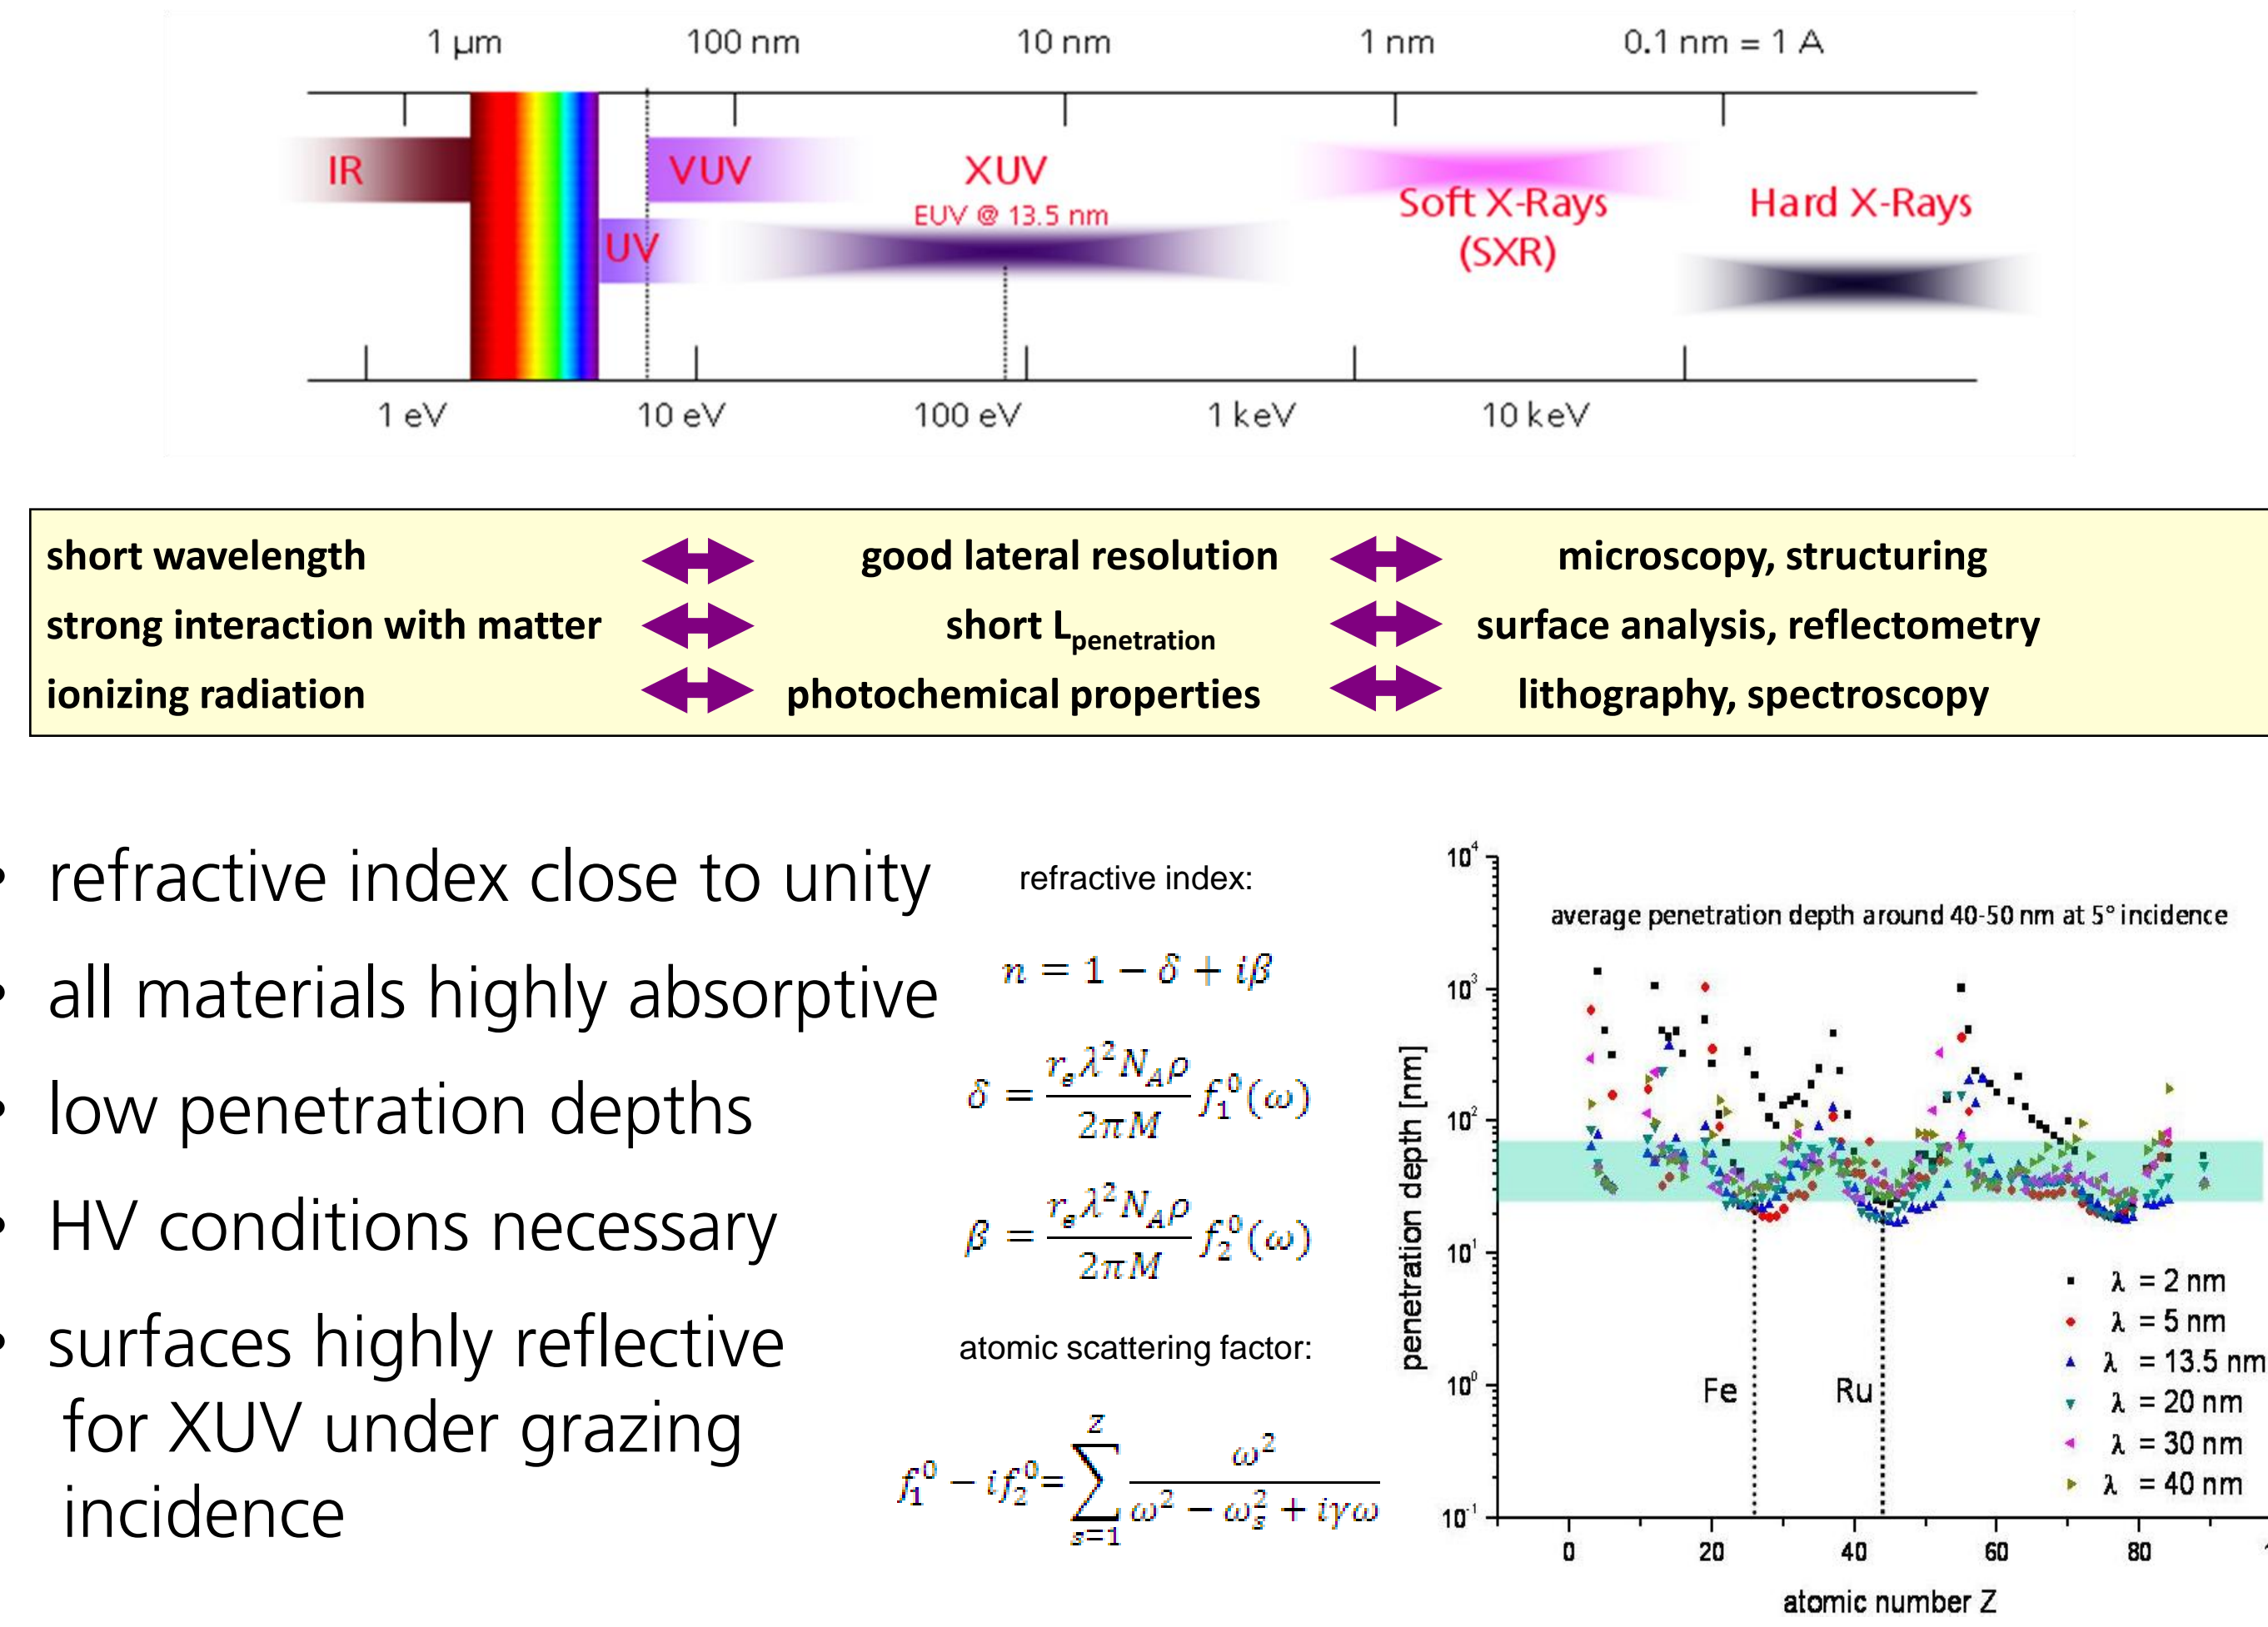 1 µm 100 nm 10 nm 1 nm 0.1 nm = 1 A
IR VUV XUV
EUV @ 13.5 nm
UV
Soft X-Rays
(SXR)
Hard X-Rays
1 eV 10 eV 100 eV 1 keV 10 keV
short wavelength good lateral resolution microscopy, structuring
strong interaction with matter short Lpenetration surface analysis, reflectometry
ionizing radiation photochemical properties lithography, spectroscopy
• refractive index close to unity
• all materials highly absorptive
• low penetration depths
• HV conditions necessary
• surfaces highly reflective
for XUV under grazing
incidence
refractive index:
n = 1 − δ + iβ
δ = r_e λ² N_A ρ / 2πM f₁⁰(ω)
β = r_e λ² N_A ρ / 2πM f₂⁰(ω)
atomic scattering factor:
f₁⁰ − if₂⁰ = ∑_{s=1}^{Z} ω² / ω² − ω_s² + iγω
average penetration depth around 40-50 nm at 5° incidence
penetration depth [nm]
10⁴
10³
10²
10¹
10⁰
10⁻¹
Fe Ru
λ = 2 nm
λ = 5 nm
λ = 13.5 nm
λ = 20 nm
λ = 30 nm
λ = 40 nm
0 20 40 60 80
atomic number Z